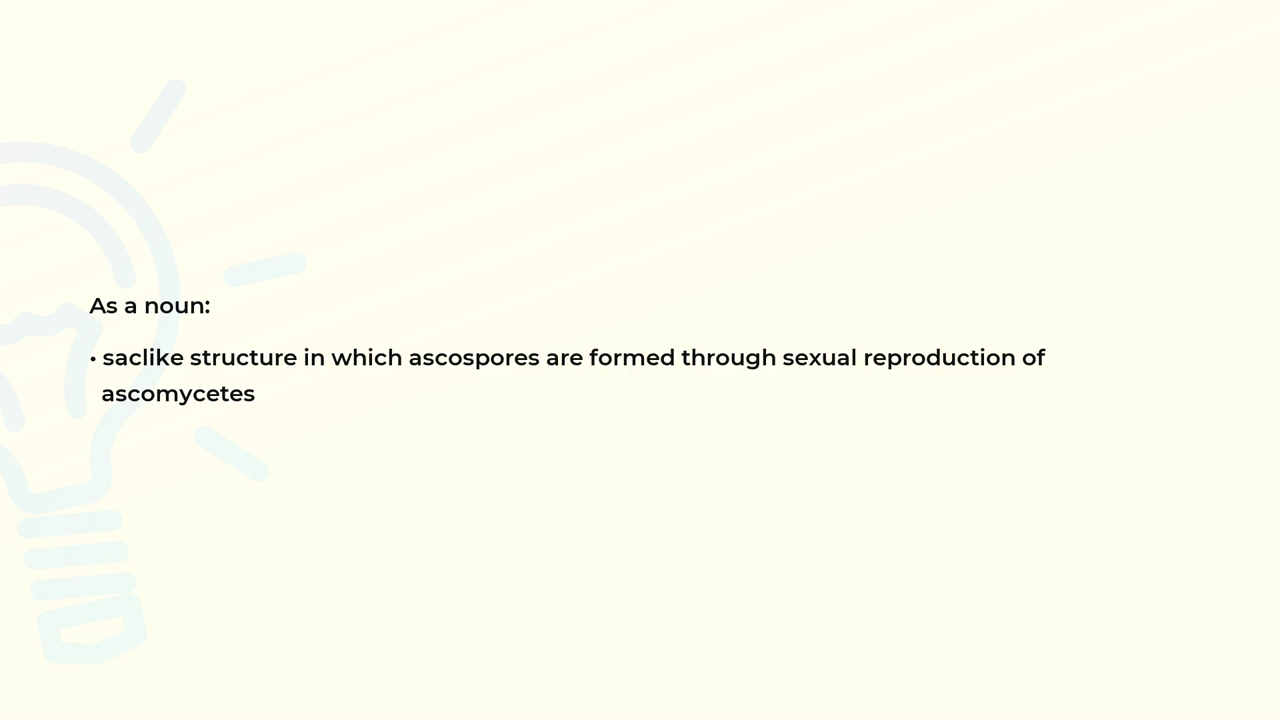 As a noun:
• saclike structure in which ascospores are formed through sexual reproduction of
ascomycetes